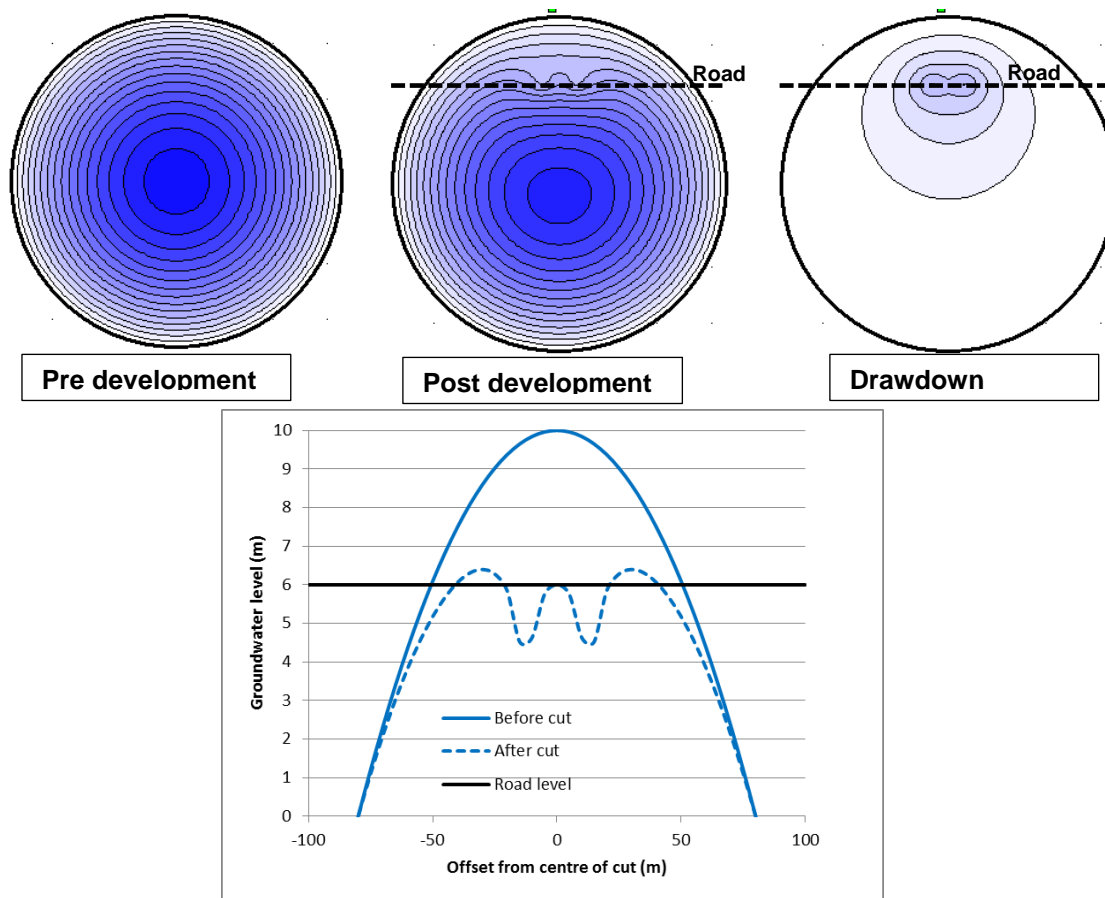 Road
Road
Pre development
Post development
Drawdown
10
9
8
7
6
5
4
3
2
1
0
Groundwater level (m)
Before cut
After cut
Road level
-100
-50
0
50
100
Offset from centre of cut (m)